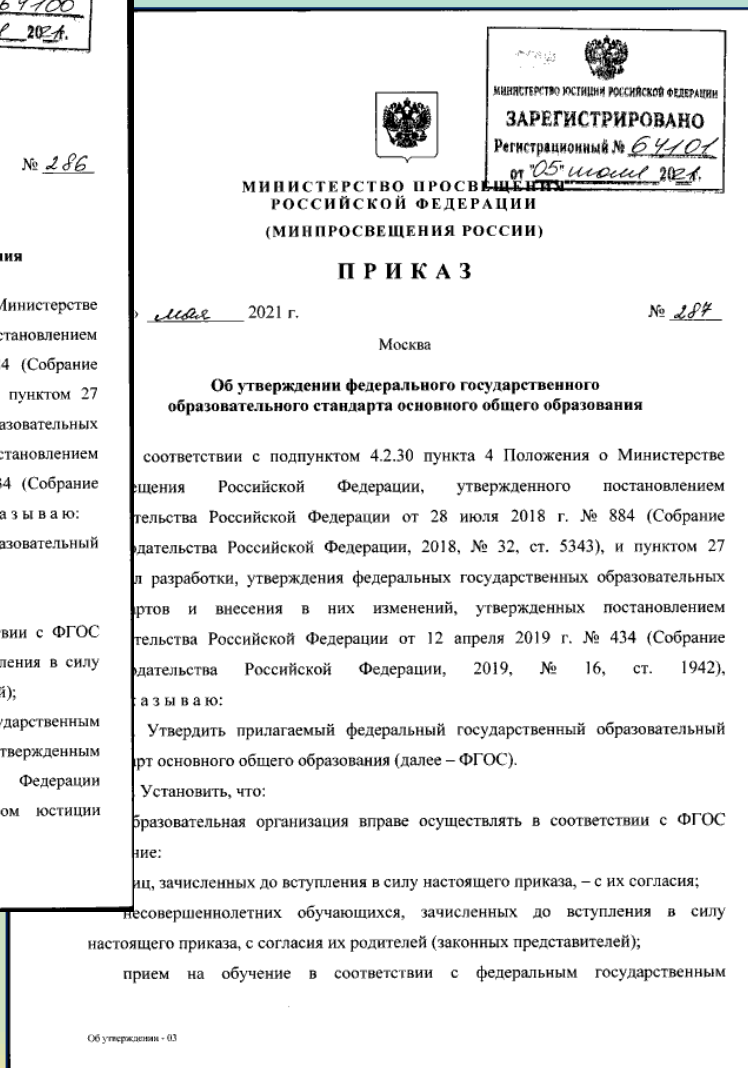 64100
2021.
№ 286
ния
Министерстве
становлением
4 (Собрание
пунктом 27
азовательных
становлением
34 (Собрание
а з ы в а ю:
азовательный
твии с ФГОС
ления в силу
й);
ударственным
твержденным
Федерации
ом юстиции
МИНИСТЕРСТВО ЮСТИЦИИ РОССИЙСКОЙ ФЕДЕРАЦИИ
ЗАРЕГИСТРИРОВАНО
Регистрационный № 64101
от "05" июля 2021.
МИНИСТЕРСТВО ПРОСВЕЩЕНИЯ
РОССИЙСКОЙ ФЕДЕРАЦИИ
(МИНПРОСВЕЩЕНИЯ РОССИИ)
П Р И К А З
» мая 2021 г.
№ 287
Москва
Об утверждении федерального государственного
образовательного стандарта основного общего образования
соответствии с подпунктом 4.2.30 пункта 4 Положения о Министерстве
ещения Российской Федерации, утвержденного постановлением
тельства Российской Федерации от 28 июля 2018 г. № 884 (Собрание
одательства Российской Федерации, 2018, № 32, ст. 5343), и пунктом 27
л разработки, утверждения федеральных государственных образовательных
артов и внесения в них изменений, утвержденных постановлением
тельства Российской Федерации от 12 апреля 2019 г. № 434 (Собрание
одательства Российской Федерации, 2019, № 16, ст. 1942),
а з ы в а ю:
. Утвердить прилагаемый федеральный государственный образовательный
арт основного общего образования (далее – ФГОС).
. Установить, что:
бразовательная организация вправе осуществлять в соответствии с ФГОС
ние:
иц, зачисленных до вступления в силу настоящего приказа, – с их согласия;
несовершеннолетних обучающихся, зачисленных до вступления в силу
настоящего приказа, с согласия их родителей (законных представителей);
прием на обучение в соответствии с федеральным государственным
Об утверждении - 03